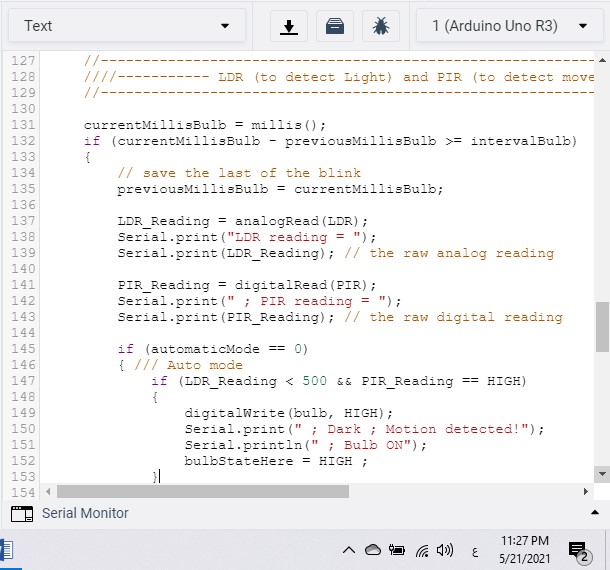 Text 1 (Arduino Uno R3)
127 //------------------------------------------------------------
128 ////----------- LDR (to detect Light) and PIR (to detect move
129 //------------------------------------------------------------
130
131 currentMillisBulb = millis();
132 if (currentMillisBulb - previousMillisBulb >= intervalBulb)
133 {
134 // save the last of the blink
135 previousMillisBulb = currentMillisBulb;
136
137 LDR_Reading = analogRead(LDR);
138 Serial.print("LDR reading = ");
139 Serial.print(LDR_Reading); // the raw analog reading
140
141 PIR_Reading = digitalRead(PIR);
142 Serial.print(" ; PIR reading = ");
143 Serial.print(PIR_Reading); // the raw digital reading
144
145 if (automaticMode == 0)
146 { /// Auto mode
147 if (LDR_Reading < 500 && PIR_Reading == HIGH)
148 {
149 digitalWrite(bulb, HIGH);
150 Serial.print(" ; Dark ; Motion detected!");
151 Serial.println(" ; Bulb ON");
152 bulbStateHere = HIGH ;
153 }
154
Serial Monitor
ع 11:27 PM
5/21/2021 2